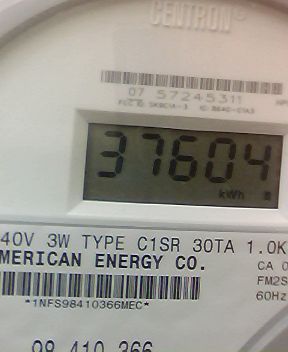 CENTRON®
07 57245311
37604
kWh
40V 3W TYPE C1SR 30TA 1.0K
MERICAN ENERGY CO.
CA 0
FM2S
*1NFS98410366MEC*
60Hz
98 410 366